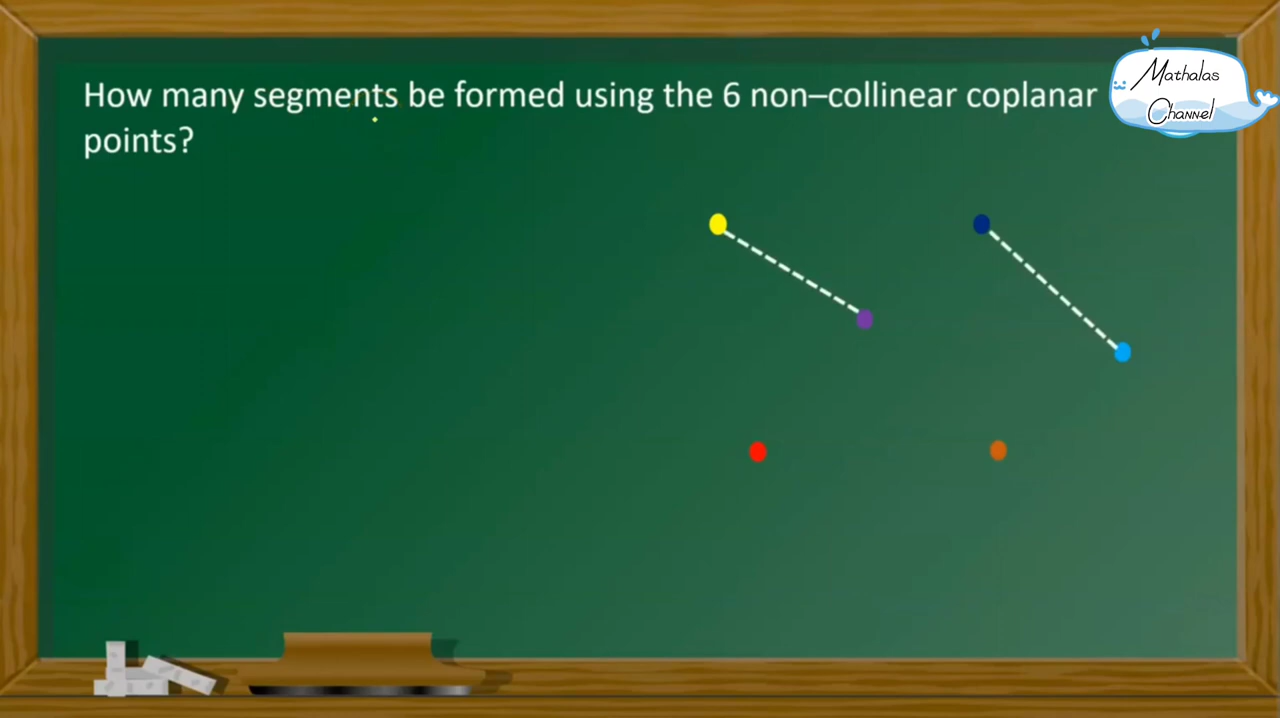 How many segments be formed using the 6 non–collinear coplanar
points?
Mathalas
Channel